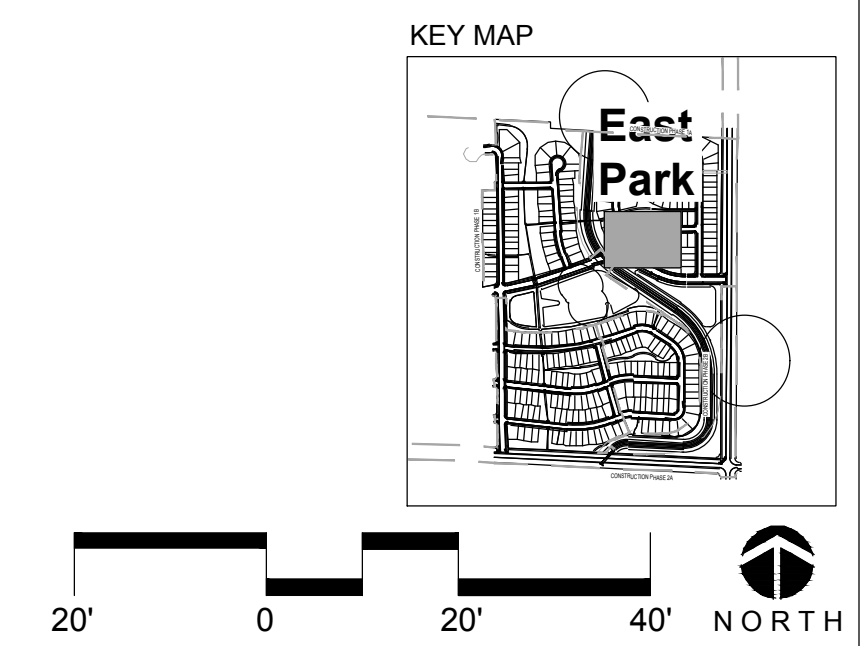 KEY MAP
East
CONSTRUCTION PHASE 1A
Park
CONSTRUCTION PHASE 1B
CONSTRUCTION PHASE 2B
CONSTRUCTION PHASE 2A
20' 0 20' 40' NORTH